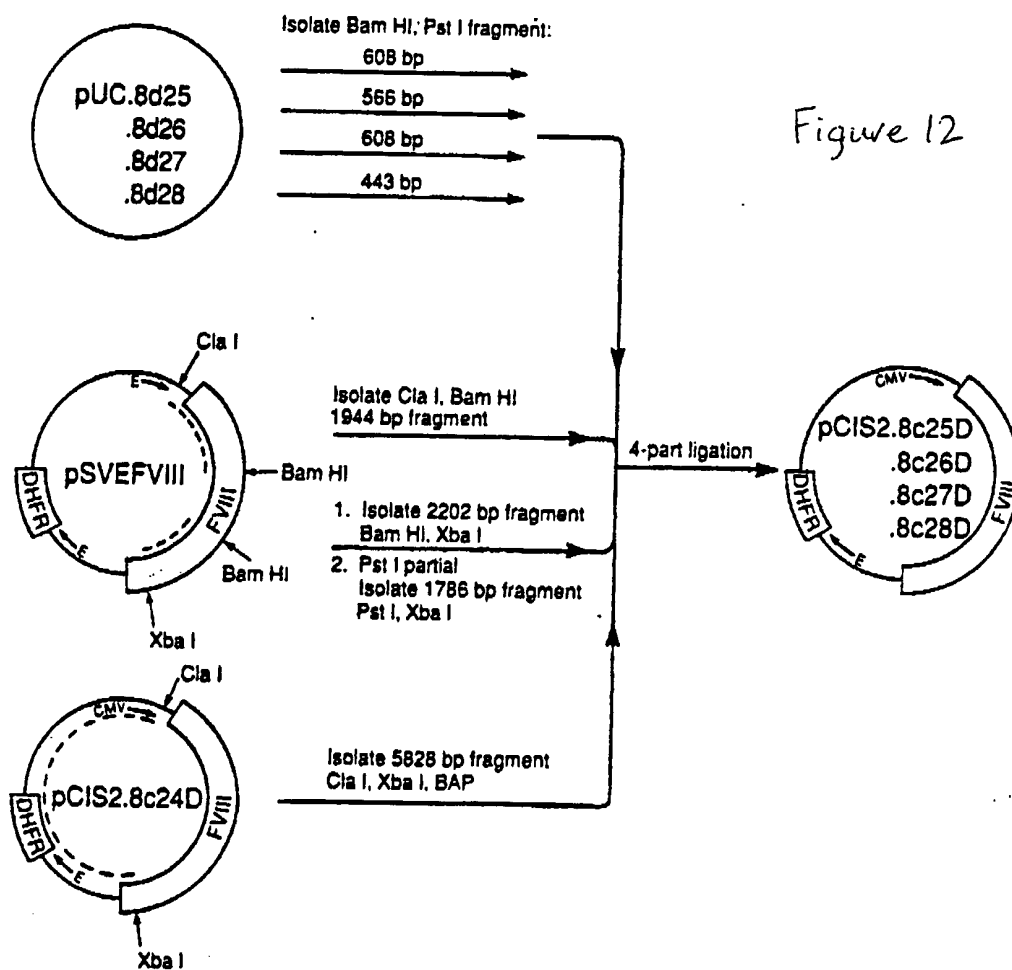 Isolate Bam HI, Pst I fragment:
608 bp
566 bp
608 bp
443 bp
pUC.8d25
.8d26
.8d27
.8d28
Figure 12
Cla I
E
pSVEFVIII
FVIII
Bam HI
Bam HI
DHFR
E
Xba I
Isolate Cla I, Bam HI
1944 bp fragment
1. Isolate 2202 bp fragment
Bam HI, Xba I
2. Pst I partial
Isolate 1786 bp fragment
Pst I, Xba I
4-part ligation
CMV
pCIS2.8c25D
.8c26D
.8c27D
.8c28D
DHFR
E
FVIII
Cla I
CMV
pCIS2.8c24D
FVIII
DHFR
E
Xba I
Isolate 5828 bp fragment
Cla I, Xba I, BAP